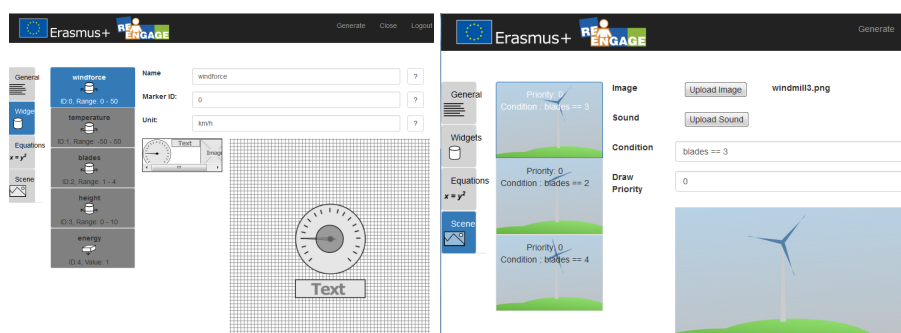 Erasmus+ RE ENGAGE
Generate Close Logout
General
Widge
Equations
x = y²
Scene
windforce
ID:0, Range: 0 - 50
temperature
ID:1, Range: -50 - 50
blades
ID:2, Range: 1 - 4
height
ID:3, Range: 0 - 10
energy
ID:4, Value: 1
Name windforce ?
Marker ID: 0 ?
Unit: km/h ?
Text
Image
Text
Erasmus+ RE ENGAGE
Generate
General
Widgets
Equations
x = y²
Scene
Priority: 0
Condition : blades == 3
Priority: 0
Condition : blades == 2
Priority: 0
Condition : blades == 4
Image Upload Image windmill3.png
Sound Upload Sound
Condition blades == 3
Draw
Priority 0